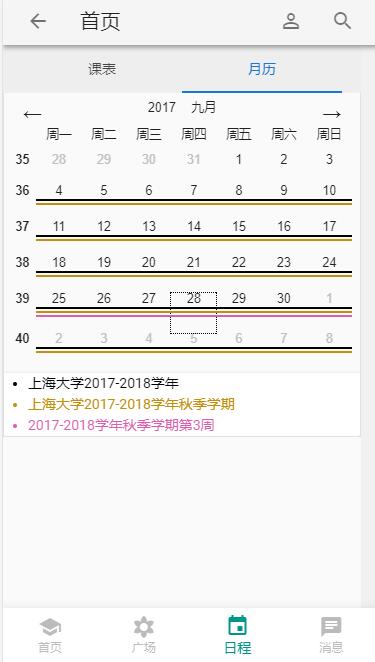 首页
课表 月历
2017 九月
周一 周二 周三 周四 周五 周六 周日
35 28 29 30 31 1 2 3
36 4 5 6 7 8 9 10
37 11 12 13 14 15 16 17
38 18 19 20 21 22 23 24
39 25 26 27 28 29 30 1
40 2 3 4 5 6 7 8
上海大学2017-2018学年
上海大学2017-2018学年秋季学期
2017-2018学年秋季学期第3周
首页 广场 日程 消息